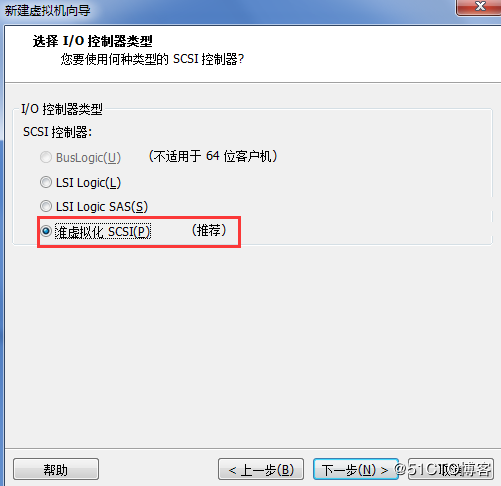 新建虚拟机向导
选择 I/O 控制器类型
您要使用何种类型的 SCSI 控制器?
I/O 控制器类型
SCSI 控制器:
BusLogic(U) (不适用于 64 位客户机)
LSI Logic(L)
LSI Logic SAS(S)
准虚拟化 SCSI(P) (推荐)
帮助 < 上一步(B) 下一步(N) > 取消
@51CTO博客